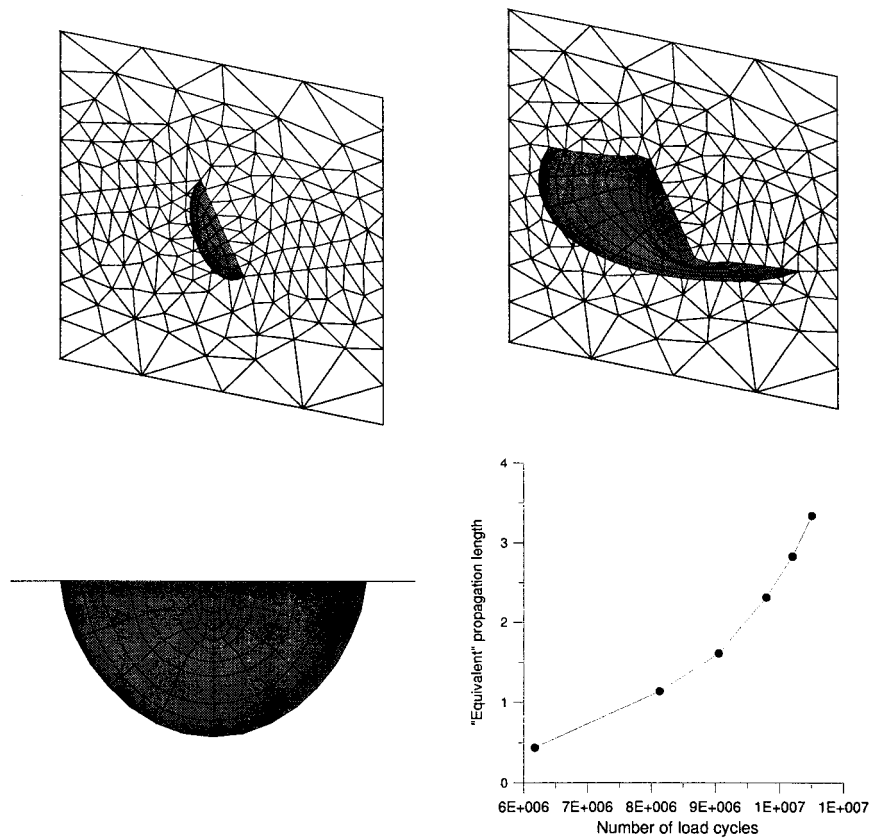 4
3
2
1
0
"Equivalent" propagation length
6E+006 7E+006 8E+006 9E+006 1E+007 1E+007
Number of load cycles